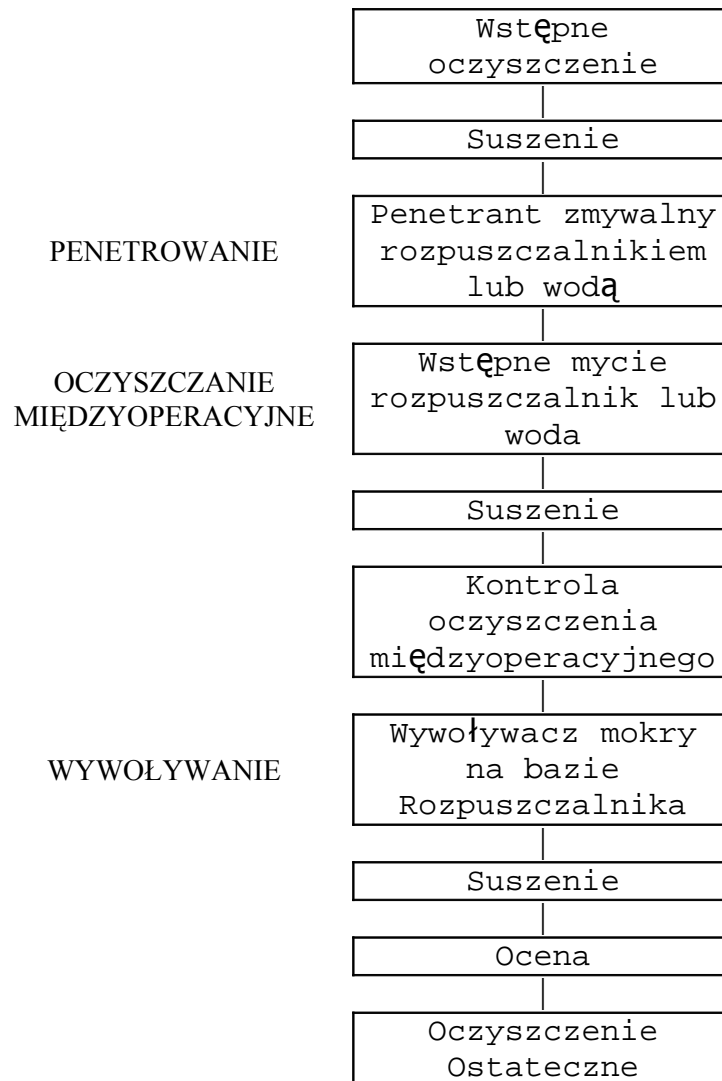 Wstępne
oczyszczenie
Suszenie
PENETROWANIE
Penetrant zmywalny
rozpuszczalnikiem
lub wodą
OCZYSZCZANIE
MIĘDZYOPERACYJNE
Wstępne mycie
rozpuszczalnik lub
woda
Suszenie
Kontrola
oczyszczenia
międzyoperacyjnego
WYWOŁYWANIE
Wywoływacz mokry
na bazie
Rozpuszczalnika
Suszenie
Ocena
Oczyszczenie
Ostateczne